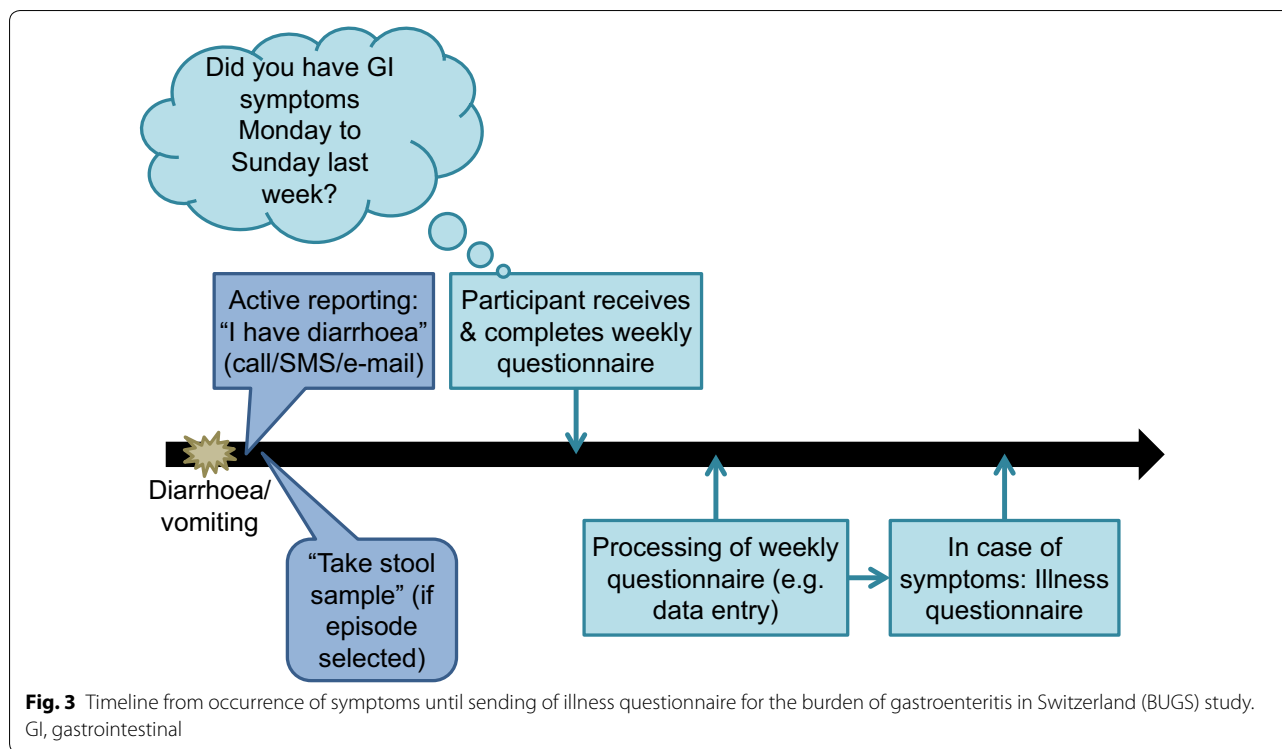 Did you have GI
symptoms
Monday to
Sunday last
week?
Active reporting:
“I have diarrhoea”
(call/SMS/e-mail)
Participant receives
& completes weekly
questionnaire
Diarrhoea/
vomiting
“Take stool
sample” (if
episode
selected)
Processing of weekly
questionnaire (e.g.
data entry)
In case of
symptoms: Illness
questionnaire
Fig. 3 Timeline from occurrence of symptoms until sending of illness questionnaire for the burden of gastroenteritis in Switzerland (BUGS) study.
GI, gastrointestinal